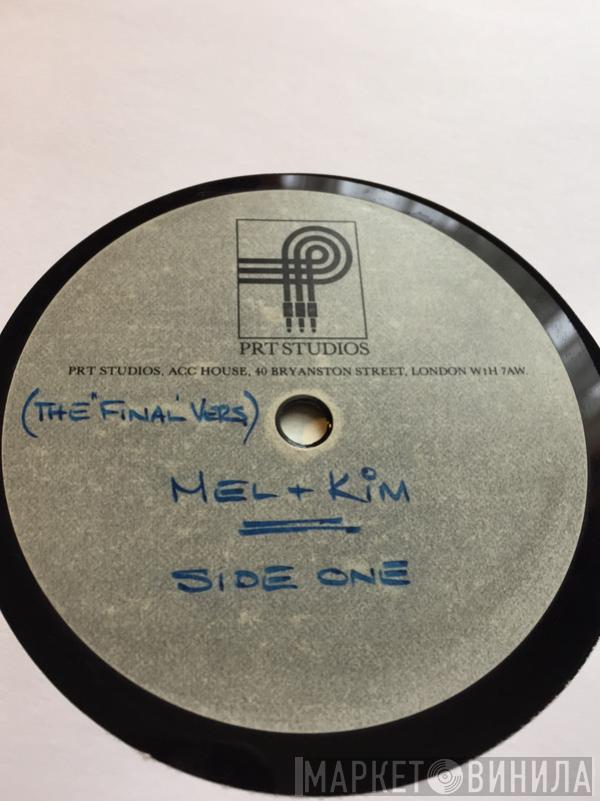 PRT STUDIOS
PRT STUDIOS, ACC HOUSE, 40 BRYANSTON STREET, LONDON W1H 7AW.
(THE "FINAL" VERS)
MEL + KIM
SIDE ONE
МАРКЕТ ВИНИЛА